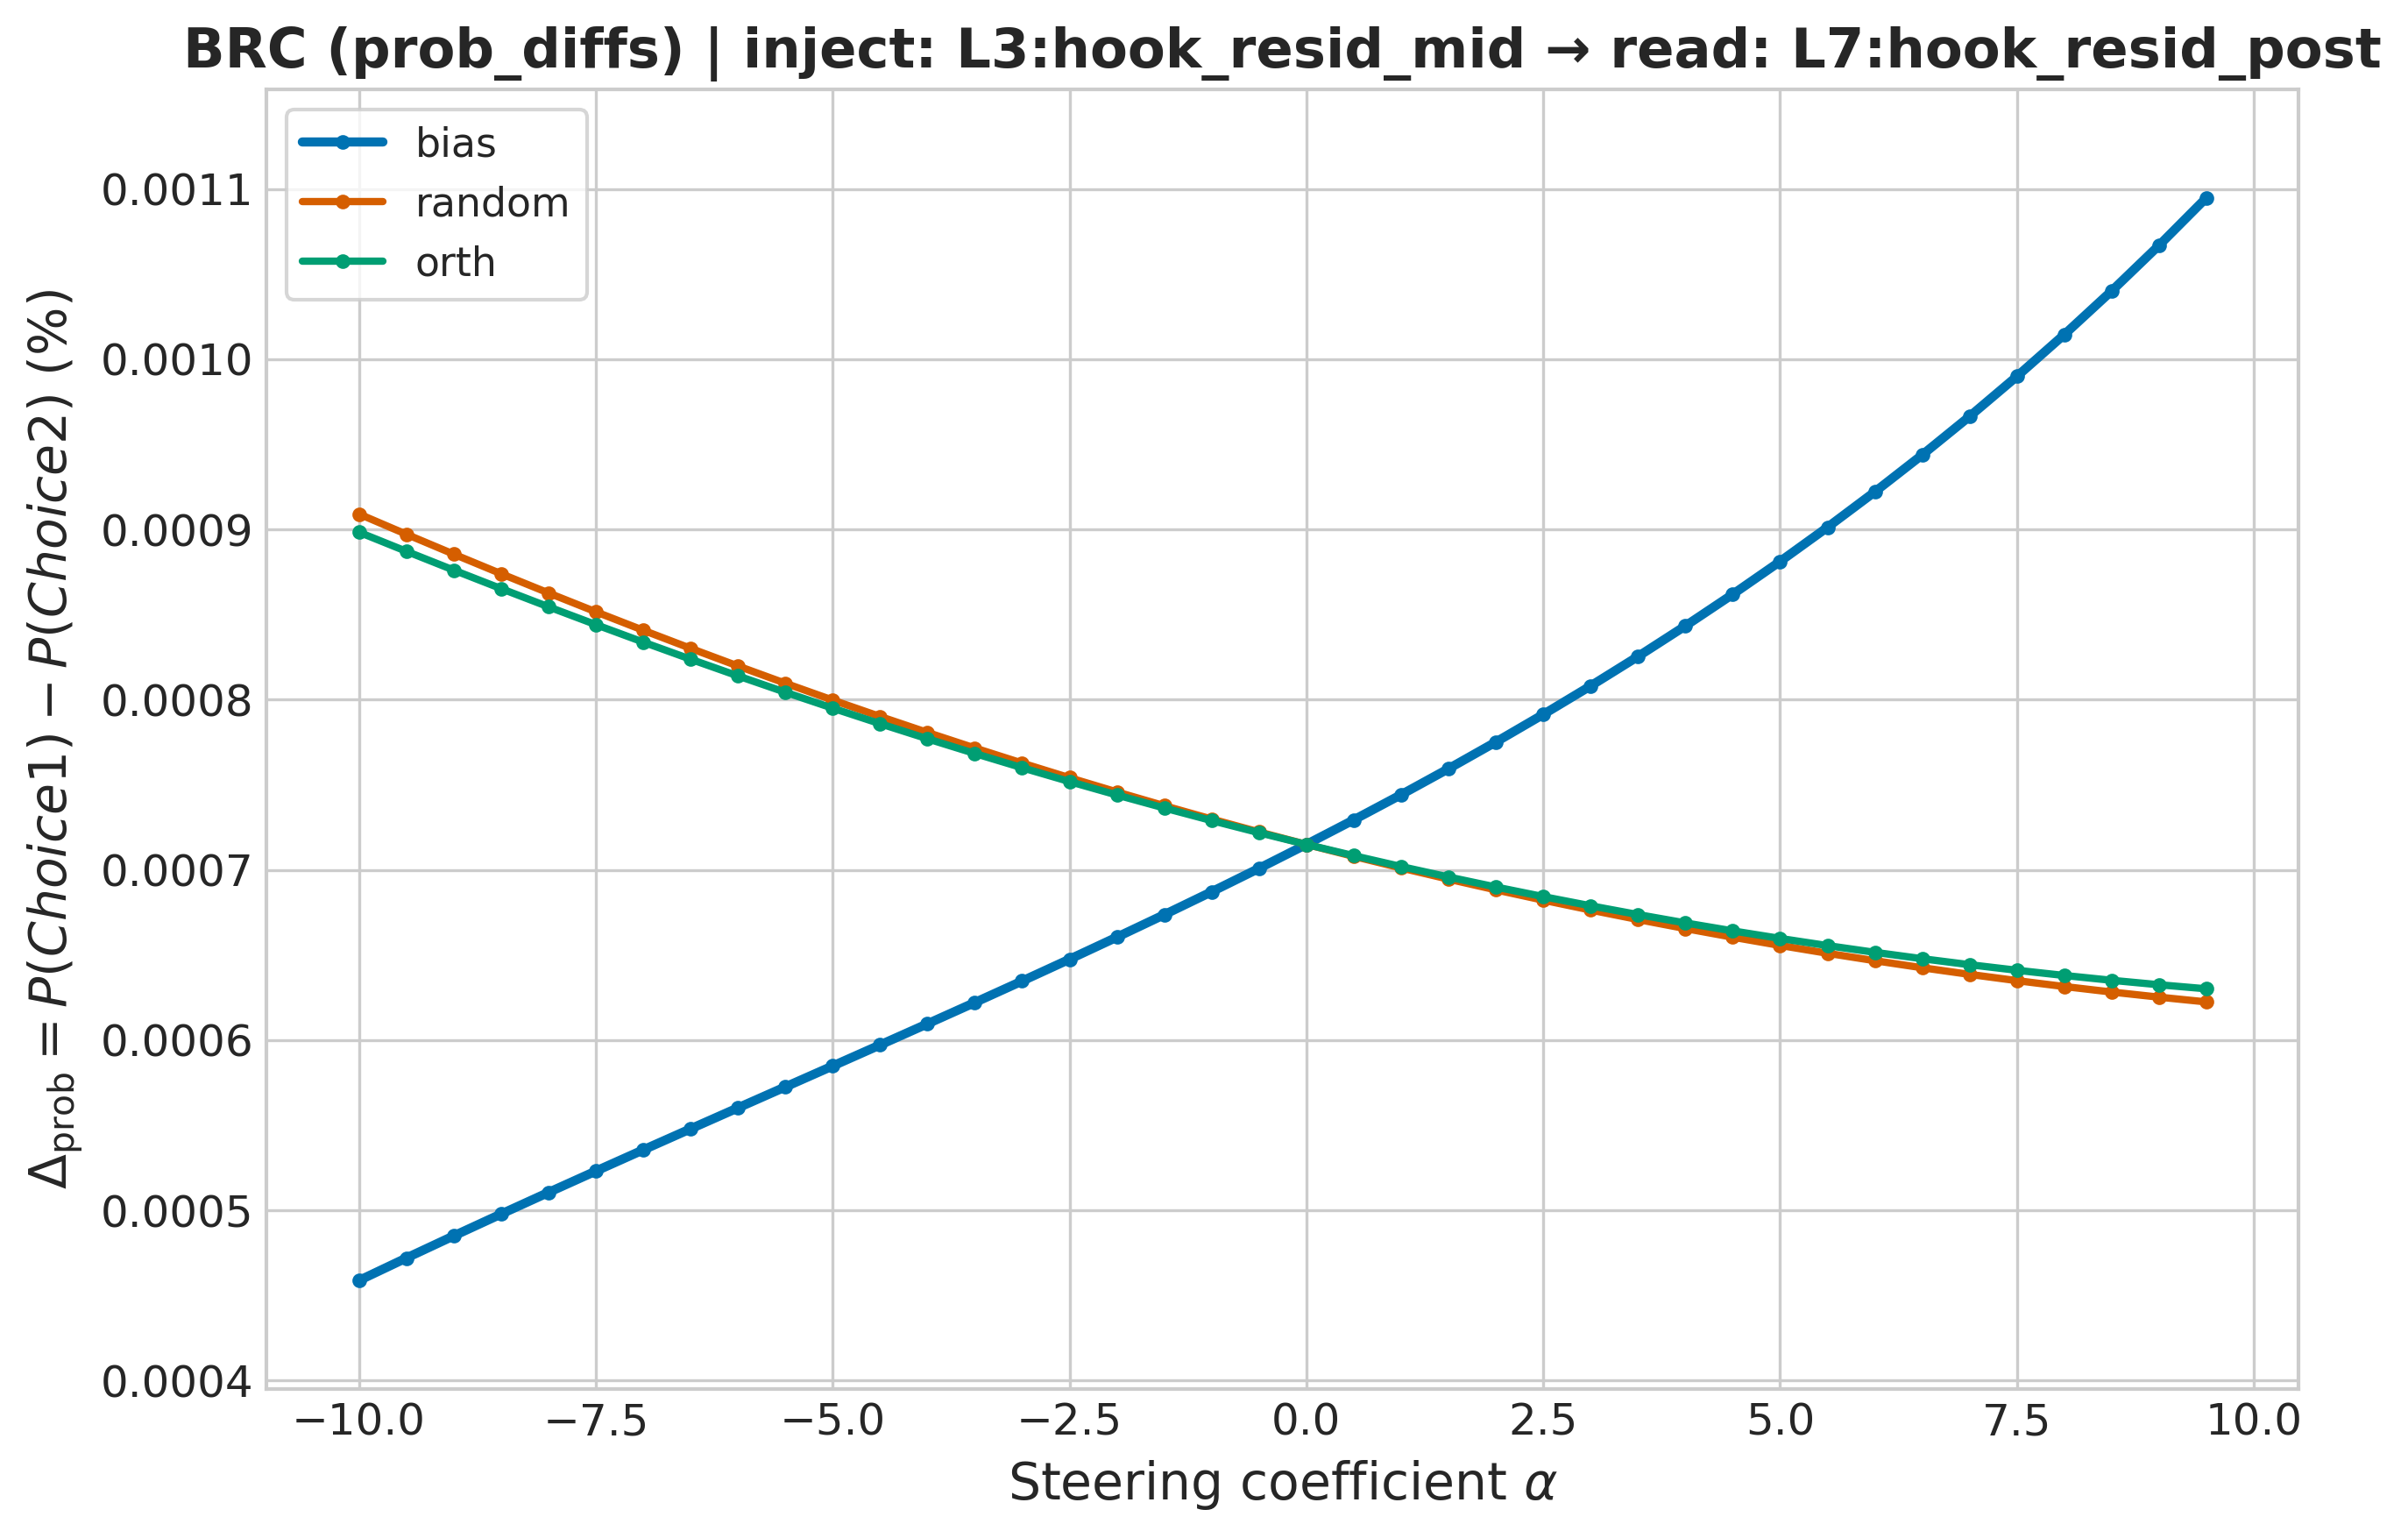 BRC (prob_diffs) | inject: L3:hook_resid_mid → read: L7:hook_resid_post
bias
random
orth
Δprob = P(Choice1) − P(Choice2) (%)
0.0011
0.0010
0.0009
0.0008
0.0007
0.0006
0.0005
0.0004
−10.0 −7.5 −5.0 −2.5 0.0 2.5 5.0 7.5 10.0
Steering coefficient α